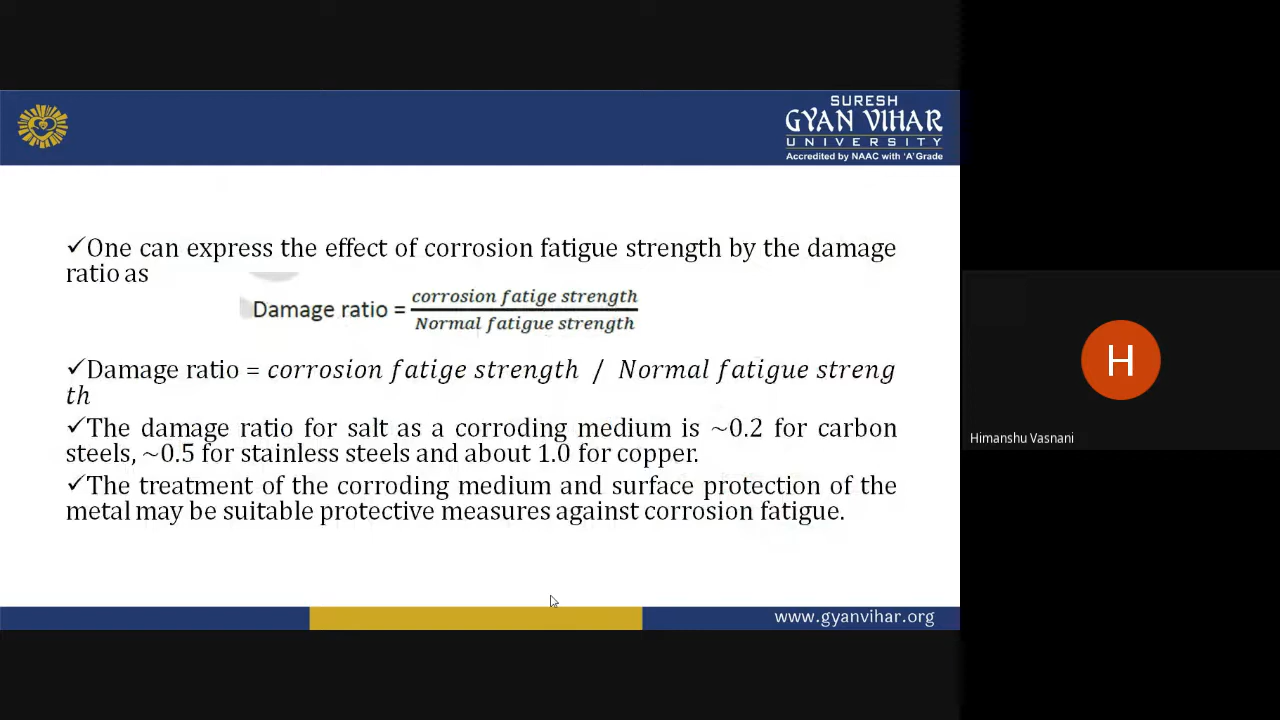 SURESH
GYAN VIHAR
UNIVERSITY
Accredited by NAAC with 'A' Grade
✓One can express the effect of corrosion fatigue strength by the damage
ratio as
Damage ratio = corrosion fatige strength / Normal fatigue strength
✓Damage ratio = corrosion fatige strength / Normal fatigue streng
th
✓The damage ratio for salt as a corroding medium is ~0.2 for carbon
steels, ~0.5 for stainless steels and about 1.0 for copper.
✓The treatment of the corroding medium and surface protection of the
metal may be suitable protective measures against corrosion fatigue.
www.gyanvihar.org
H
Himanshu Vasnani